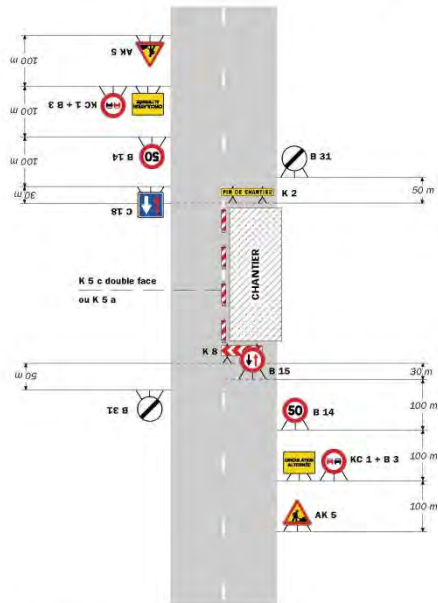 AK 5
100 m
KC 1 + B 3
CIRCULATION
ALTERNÉE
100 m
50
B 14
100 m
C 18
30 m
B 31
FIN DE CHANTIER
K 2
50 m
K 5 c double face
ou K 5 a
CHANTIER
K 8
B 15
50 m
30 m
B 31
50
B 14
100 m
CIRCULATION
ALTERNÉE
KC 1 + B 3
100 m
AK 5
100 m